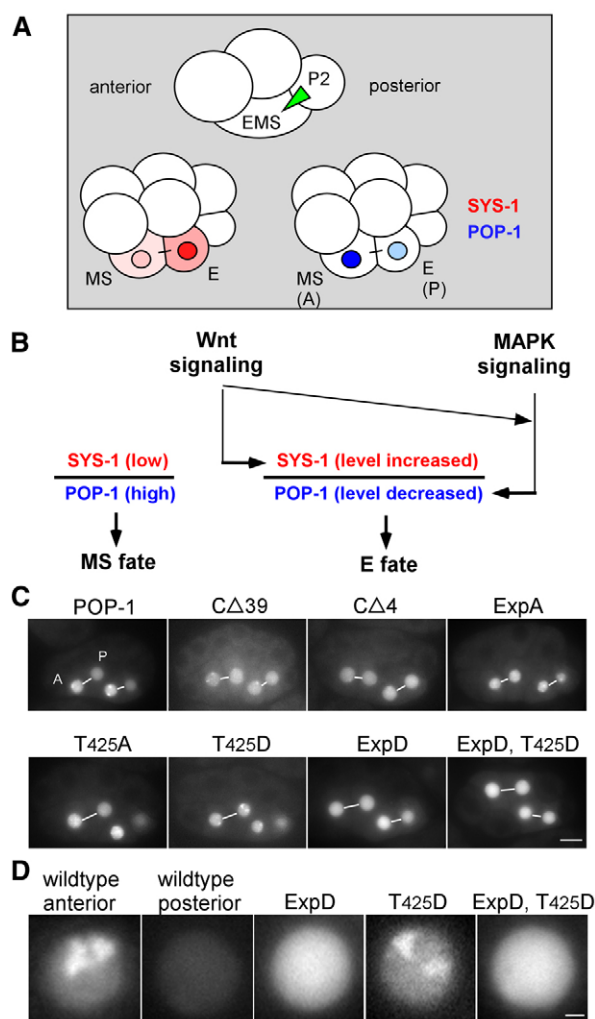 A
anterior
P2
posterior
EMS
SYS-1
POP-1
MS
E
MS
(A)
E
(P)
B
Wnt
signaling
MAPK
signaling
SYS-1 (low)
POP-1 (high)
SYS-1 (level increased)
POP-1 (level decreased)
MS fate
E fate
C
POP-1
C△39
C△4
ExpA
A
P
T425A
T425D
ExpD
ExpD, T425D
D
wildtype
anterior
wildtype
posterior
ExpD
T425D
ExpD, T425D